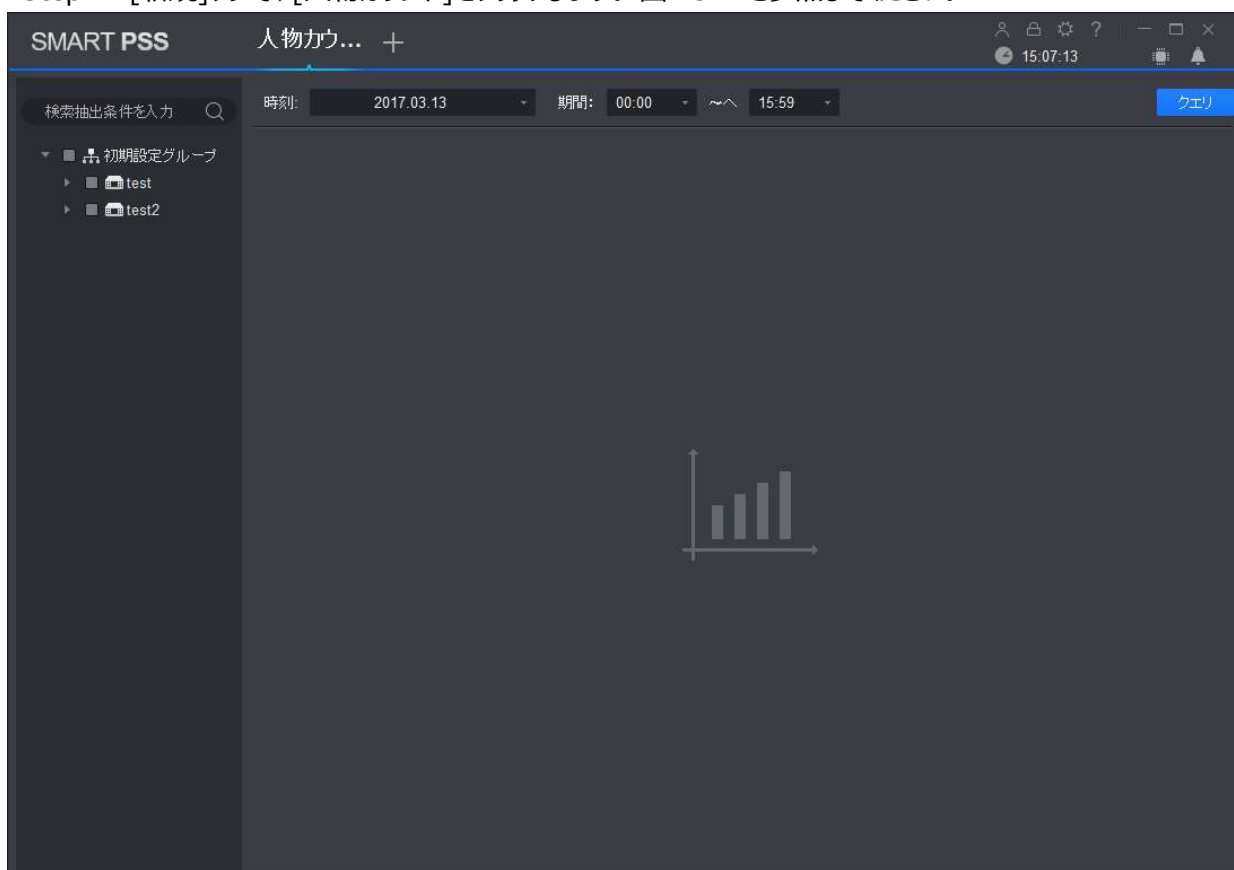 SMART PSS
人物カウ... +
15:07:13
検索抽出条件を入力
時刻: 2017.03.13 期間: 00:00 ~へ 15:59 クエリ
初期設定グループ
test
test2